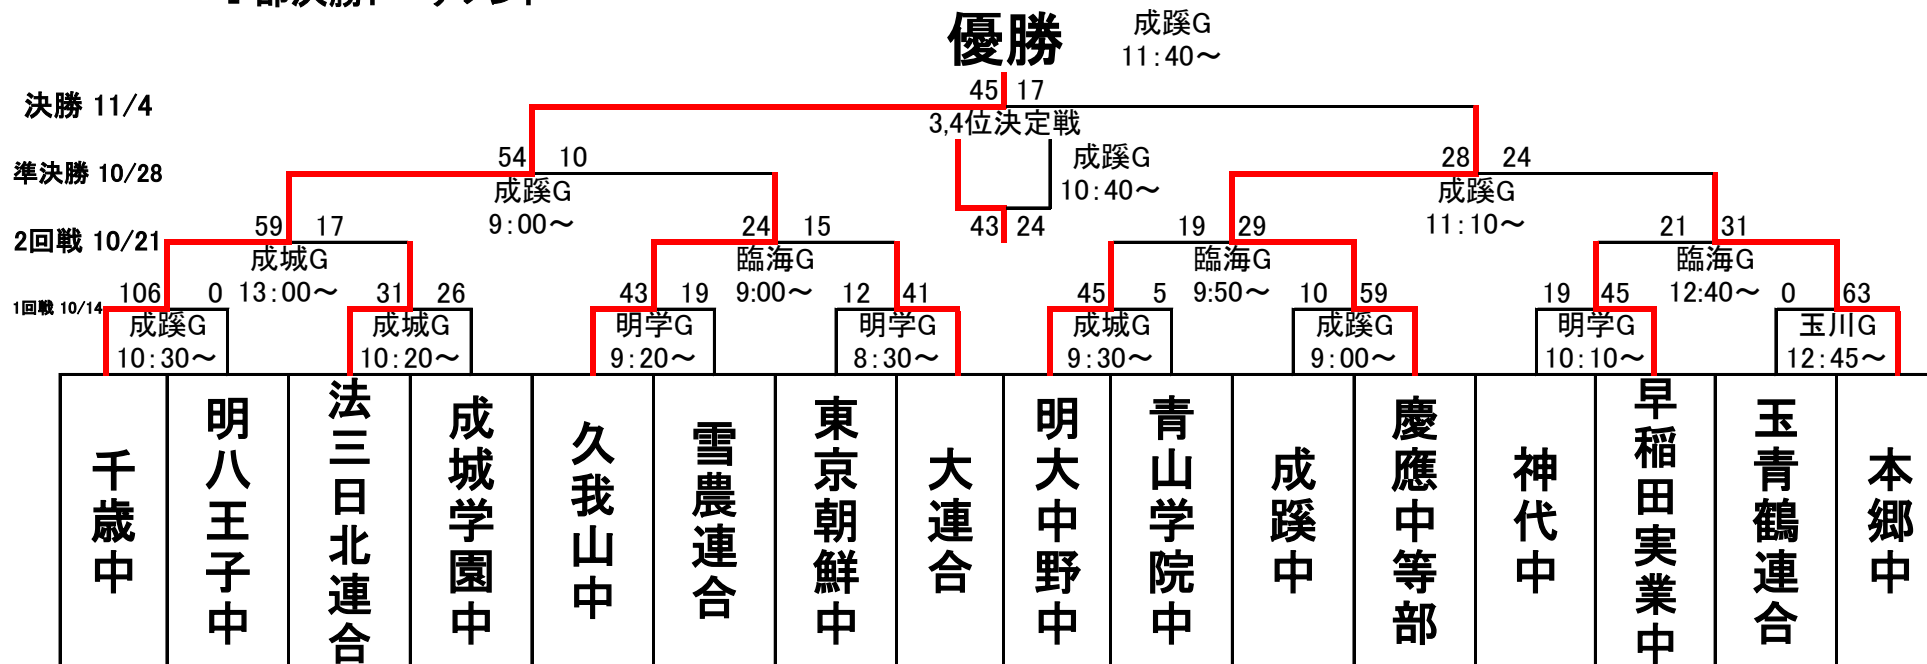 部決勝トーナメント
優勝
成蹊G
11:40～
決勝 11/4
45 17
3,4位決定戦
準決勝 10/28
54 10
成蹊G
9:00～
成蹊G
10:40～
43 24
28 24
成蹊G
11:10～
2回戦 10/21
59 17
成城G
13:00～
24 15
臨海G
9:00～
19 29
臨海G
9:50～
21 31
臨海G
12:40～
1回戦 10/14
106 0
成蹊G
10:30～
31 26
成城G
10:20～
43 19
明学G
9:20～
12 41
明学G
8:30～
45 5
成城G
9:30～
10 59
成蹊G
9:00～
19 45
明学G
10:10～
0 63
玉川G
12:45～
千歳中
明八王子中
法三日北連合
成城学園中
久我山中
雪農連合
東京朝鮮中
大連合
明大中野中
青山学院中
成蹊中
慶應中等部
神代中
早稲田実業中
玉青鶴連合
本郷中